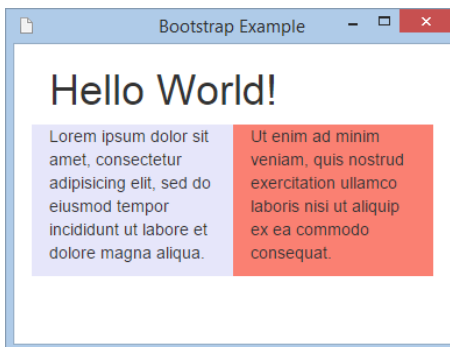 Bootstrap Example
Hello World!
Lorem ipsum dolor sit
amet, consectetur
adipisicing elit, sed do
eiusmod tempor
incididunt ut labore et
dolore magna aliqua.
Ut enim ad minim
veniam, quis nostrud
exercitation ullamco
laboris nisi ut aliquip
ex ea commodo
consequat.